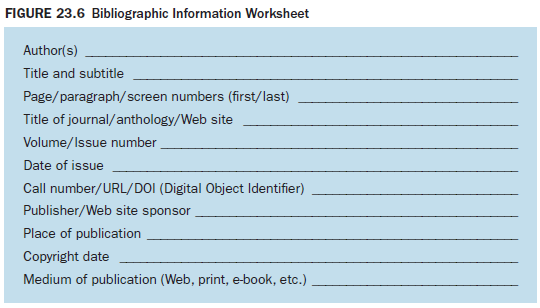 FIGURE 23.6 Bibliographic Information Worksheet
Author(s)
Title and subtitle
Page/paragraph/screen numbers (first/last)
Title of journal/anthology/Web site
Volume/Issue number
Date of issue
Call number/URL/DOI (Digital Object Identifier)
Publisher/Web site sponsor
Place of publication
Copyright date
Medium of publication (Web, print, e-book, etc.)